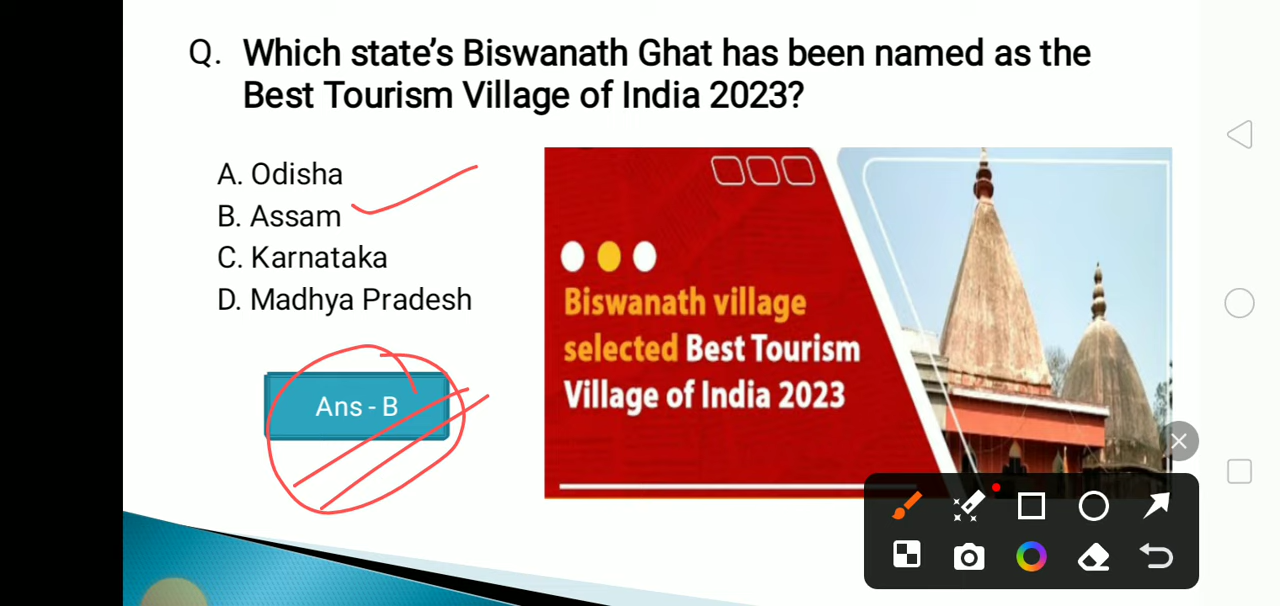 Q. Which state's Biswanath Ghat has been named as the
Best Tourism Village of India 2023?
A. Odisha
B. Assam
C. Karnataka
D. Madhya Pradesh
Ans - B
Biswanath village
selected Best Tourism
Village of India 2023